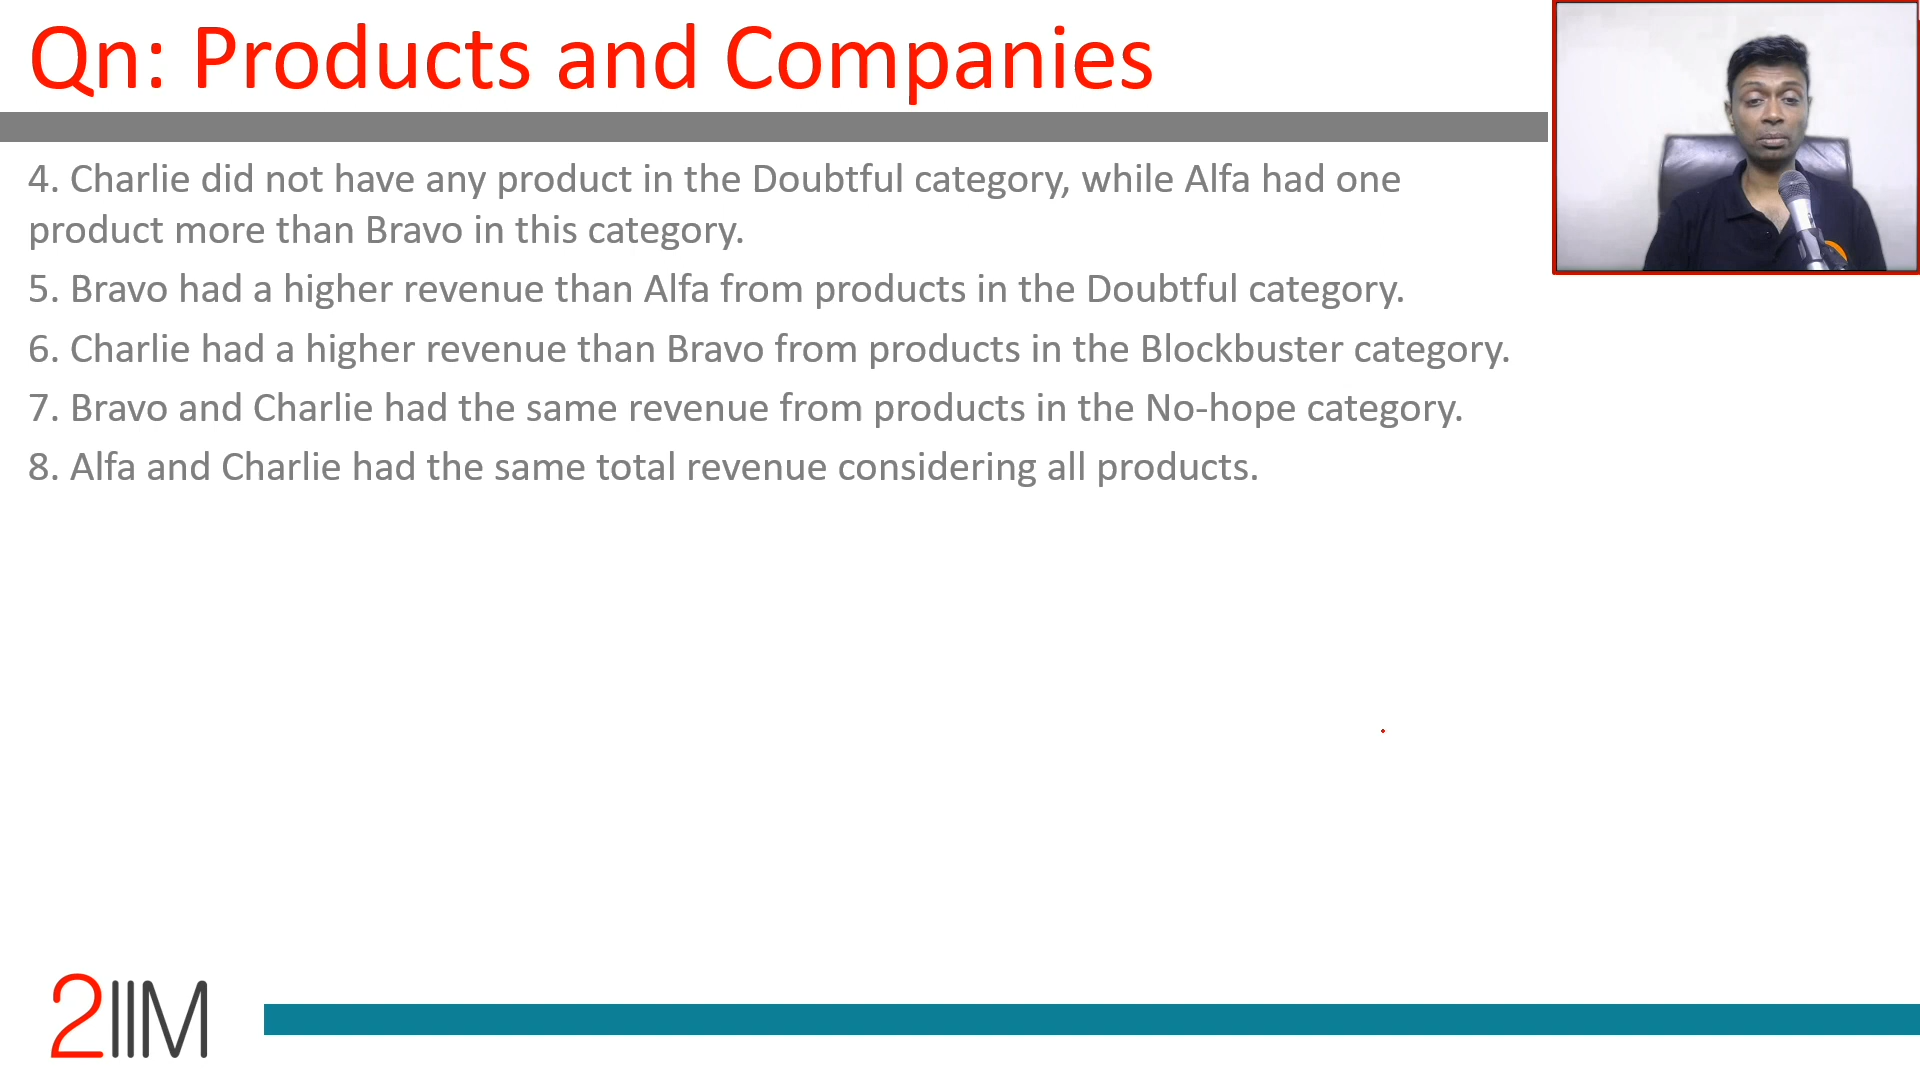 Qn: Products and Companies
4. Charlie did not have any product in the Doubtful category, while Alfa had one
product more than Bravo in this category.
5. Bravo had a higher revenue than Alfa from products in the Doubtful category.
6. Charlie had a higher revenue than Bravo from products in the Blockbuster category.
7. Bravo and Charlie had the same revenue from products in the No-hope category.
8. Alfa and Charlie had the same total revenue considering all products.
2IIM